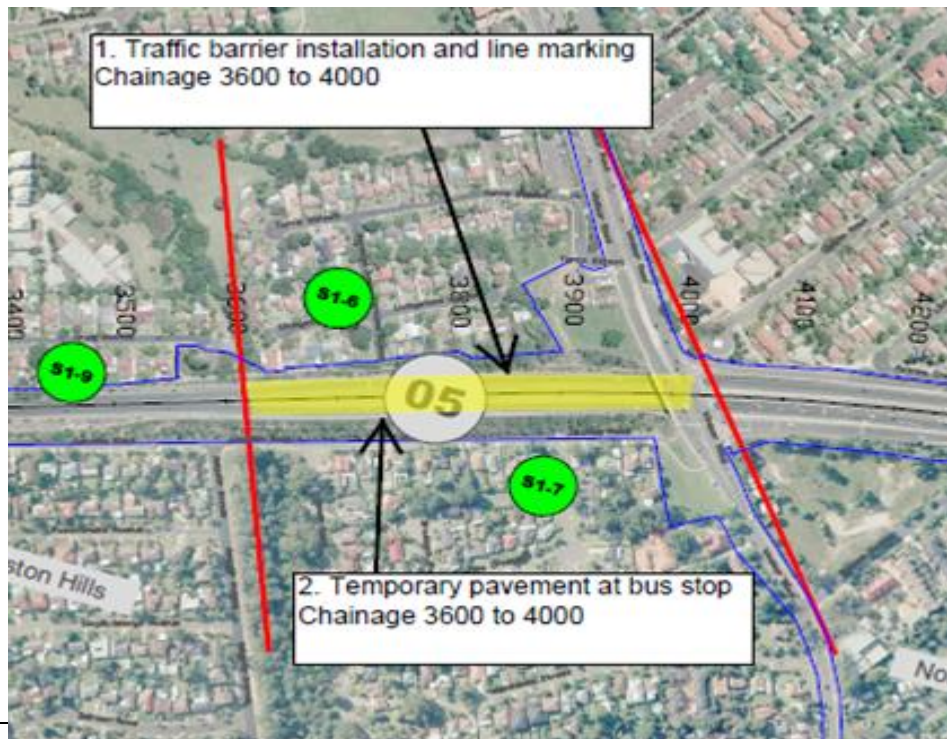 1. Traffic barrier installation and line marking
Chainage 3600 to 4000
S1-6
3400
3500
3600
3800
3900
4000
4100
4200
S1-9
05
S1-7
ston Hills
2. Temporary pavement at bus stop
Chainage 3600 to 4000
No